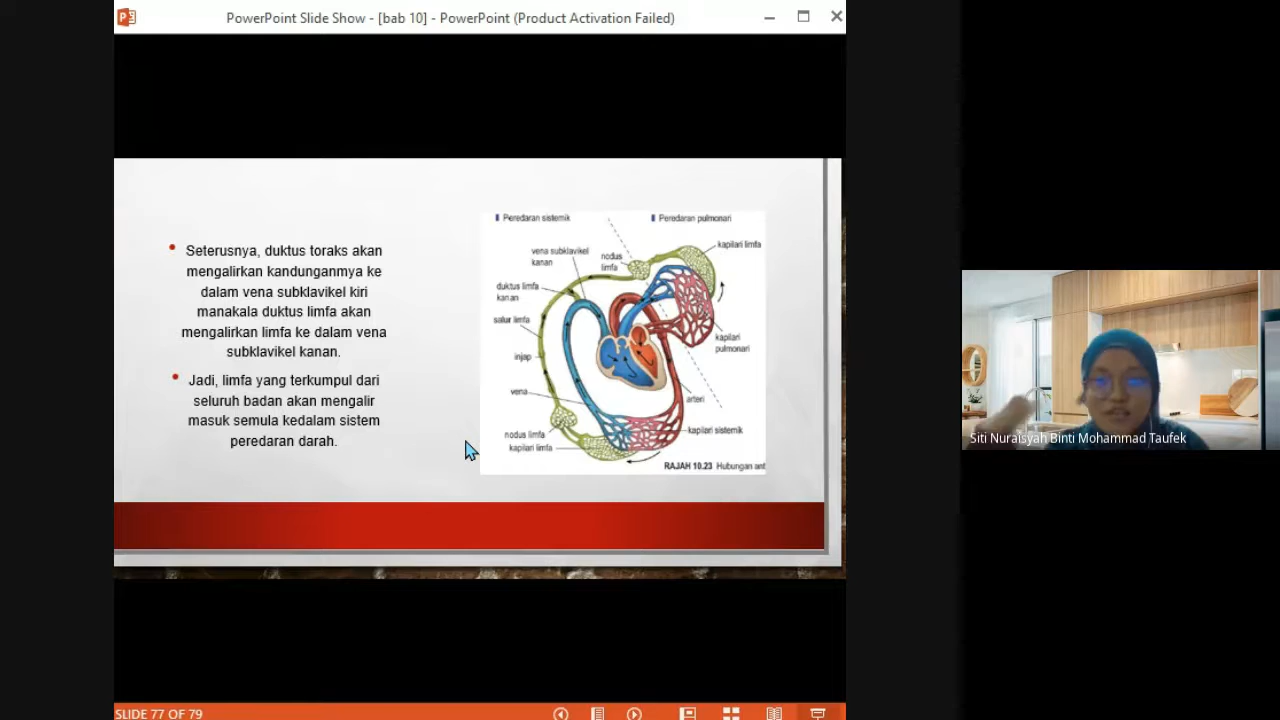 PowerPoint Slide Show - [bab 10] - PowerPoint (Product Activation Failed)
Seterusnya, duktus toraks akan
mengalirkan kandunganmya ke
dalam vena subklavikel kiri
manakala duktus limfa akan
mengalirkan limfa ke dalam vena
subklavikel kanan.
Jadi, limfa yang terkumpul dari
seluruh badan akan mengalir
masuk semula kedalam sistem
peredaran darah.
Peredaran sistemik
Peredaran pulmonari
vena subklavikel
kanan
nodus
limfa
kapilari limfa
duktus limfa
kanan
salur limfa
kapilari
pulmonari
injap
vena
arteri
nodus limfa
kapilari limfa
kapilari sistemik
RAJAH 10.23 Hubungan ant
Siti Nuraisyah Binti Mohammad Taufek
SLIDE 77 OF 79